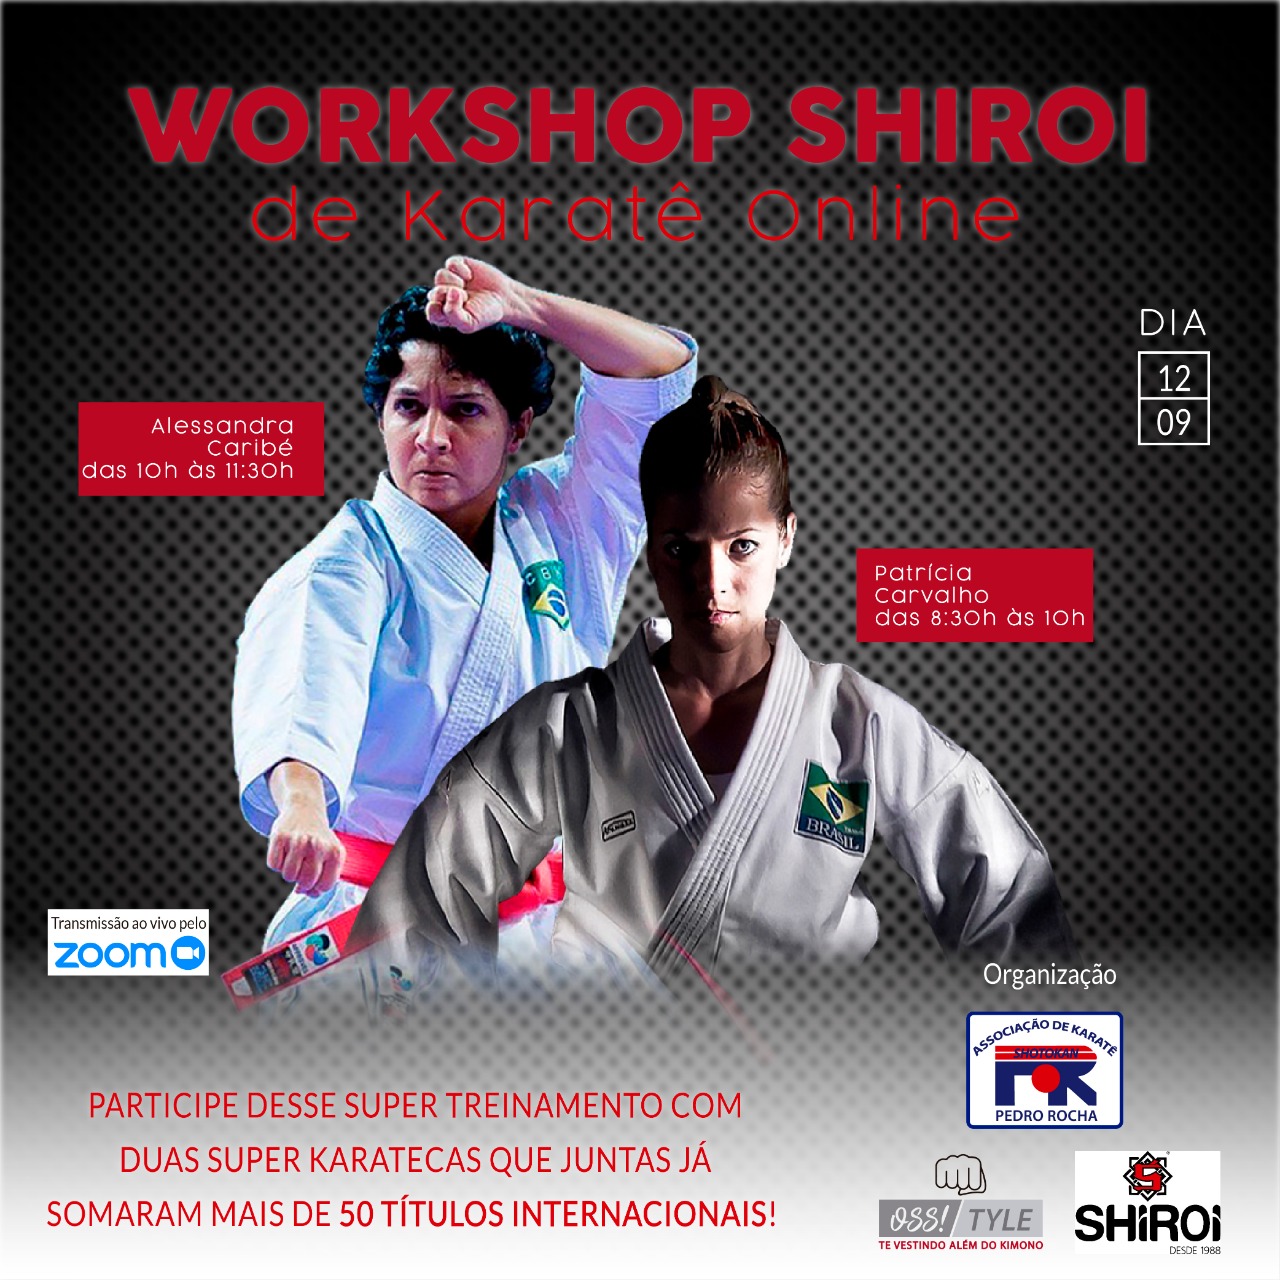 WORKSHOP SHIROI
de Karatê Online
DIA
12
09
Alessandra
Caribé
das 10h às 11:30h
Patrícia
Carvalho
das 8:30h às 10h
CBK
BRASIL
Transmissão ao vivo pelo
zoom
Organização
ASSOCIAÇÃO DE KARATÊ
SHOTOKAN
PR
PEDRO ROCHA
PARTICIPE DESSE SUPER TREINAMENTO COM
DUAS SUPER KARATECAS QUE JUNTAS JÁ
SOMARAM MAIS DE 50 TÍTULOS INTERNACIONAIS!
OSS!/TYLE
TE VESTINDO ALÉM DO KIMONO
S
SHiROi
DESDE 1988